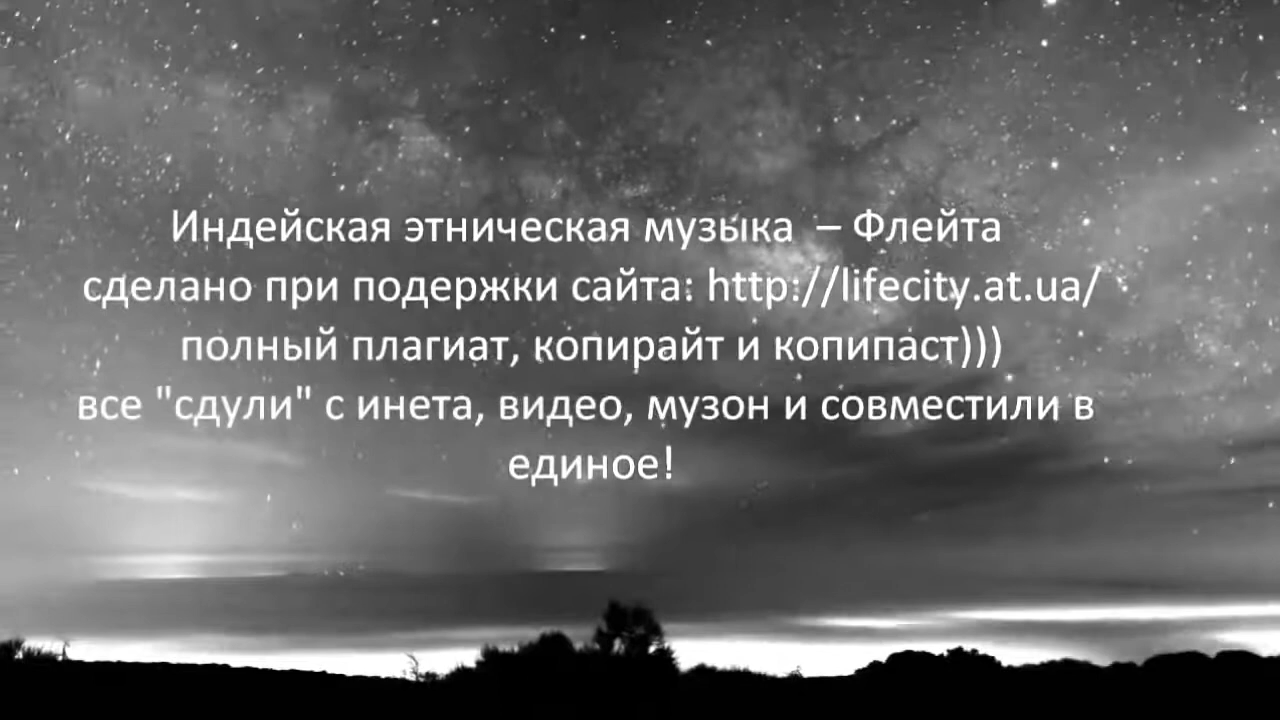 Индейская этническая музыка – Флейта
сделано при подержки сайта: http://lifecity.at.ua/
полный плагиат, копирайт и копипаст)))
все "сдули" с инета, видео, музон и совместили в
единое!